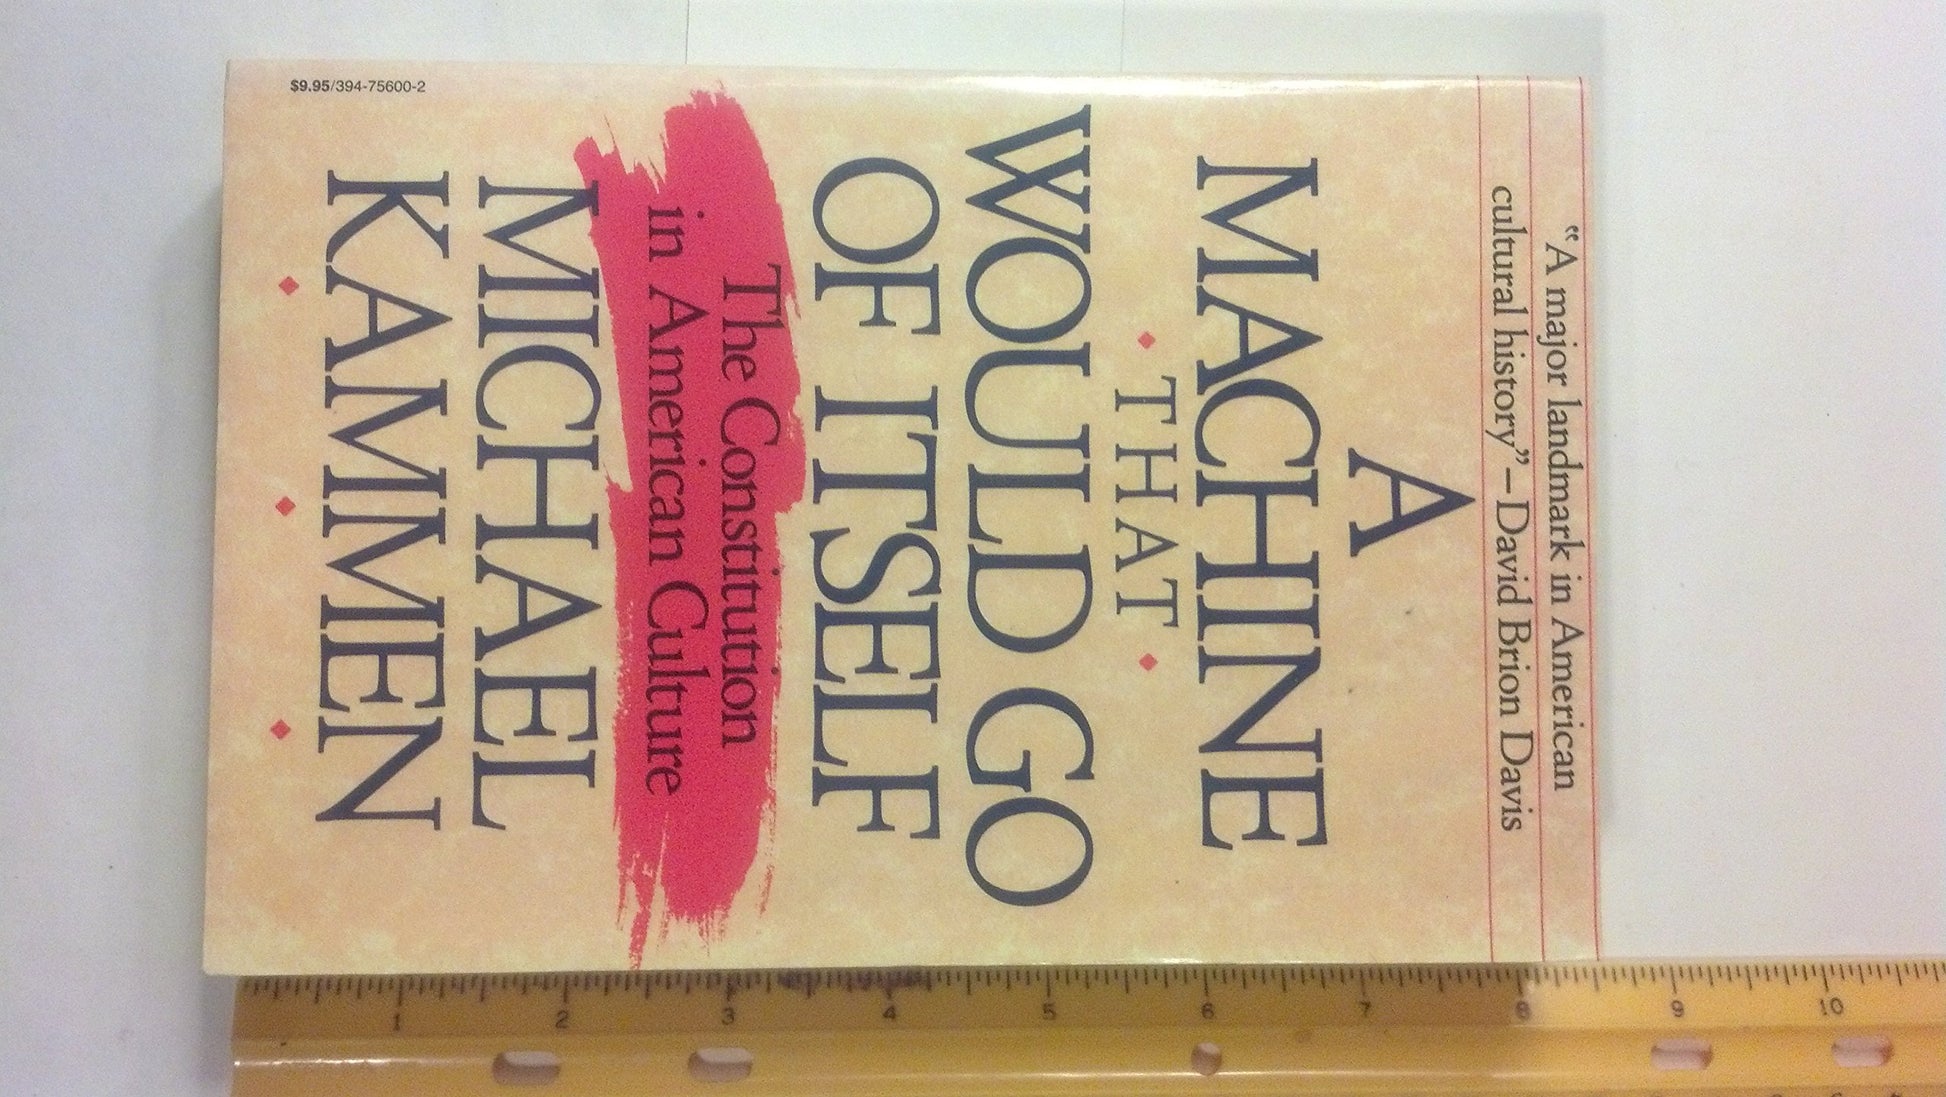 "A major landmark in American
cultural history"–David Brion Davis
A
MACHINE
THAT
WOULD GO
OF ITSELF
The Constitution
in American Culture
MICHAEL
KAMMEN
$9.95/394-75600-2
1 2 3 4 5 6 7 8 9 10